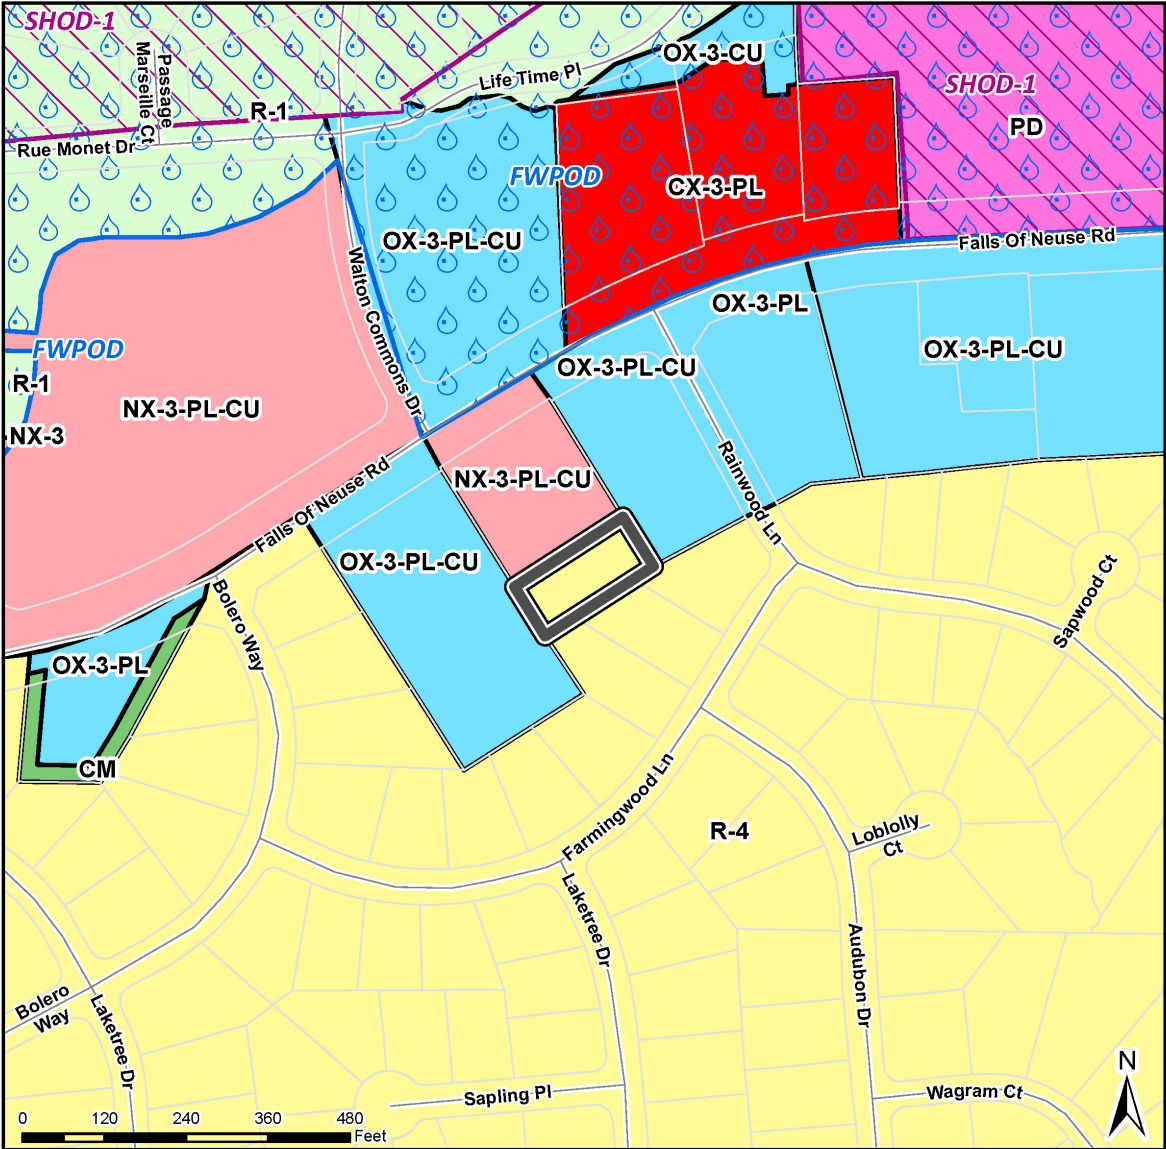 SHOD-1
Passage
Marseille Ct
OX-3-CU
Life Time Pl
SHOD-1
R-1
PD
Rue Monet Dr
FWPOD
CX-3-PL
OX-3-PL-CU
Falls Of Neuse Rd
Walton Commons Dr
OX-3-PL
FWPOD
OX-3-PL-CU
OX-3-PL-CU
R-1
NX-3-PL-CU
NX-3
Rainwood Ln
NX-3-PL-CU
Falls Of Neuse Rd
OX-3-PL-CU
Sapwood Ct
Bolero Way
OX-3-PL
CM
Farmingwood Ln
R-4
Loblolly
Ct
Laketree Dr
Audubon Dr
Bolero
Way
Laketree Dr
N
Sapling Pl
Wagram Ct
0 120 240 360 480
Feet